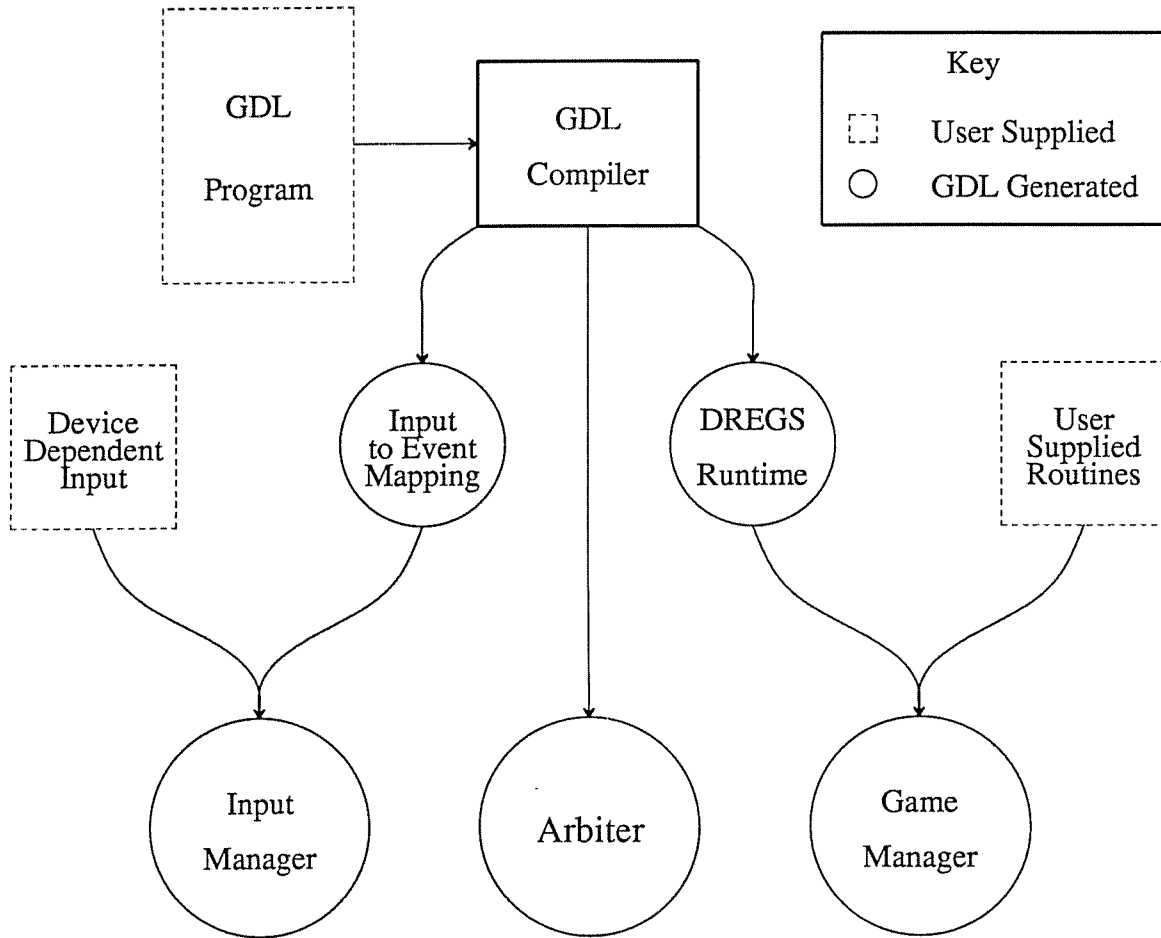 GDL
Program
GDL
Compiler
Key
User Supplied
GDL Generated
Device
Dependent
Input
Input
to Event
Mapping
DREGS
Runtime
User
Supplied
Routines
Input
Manager
Arbiter
Game
Manager